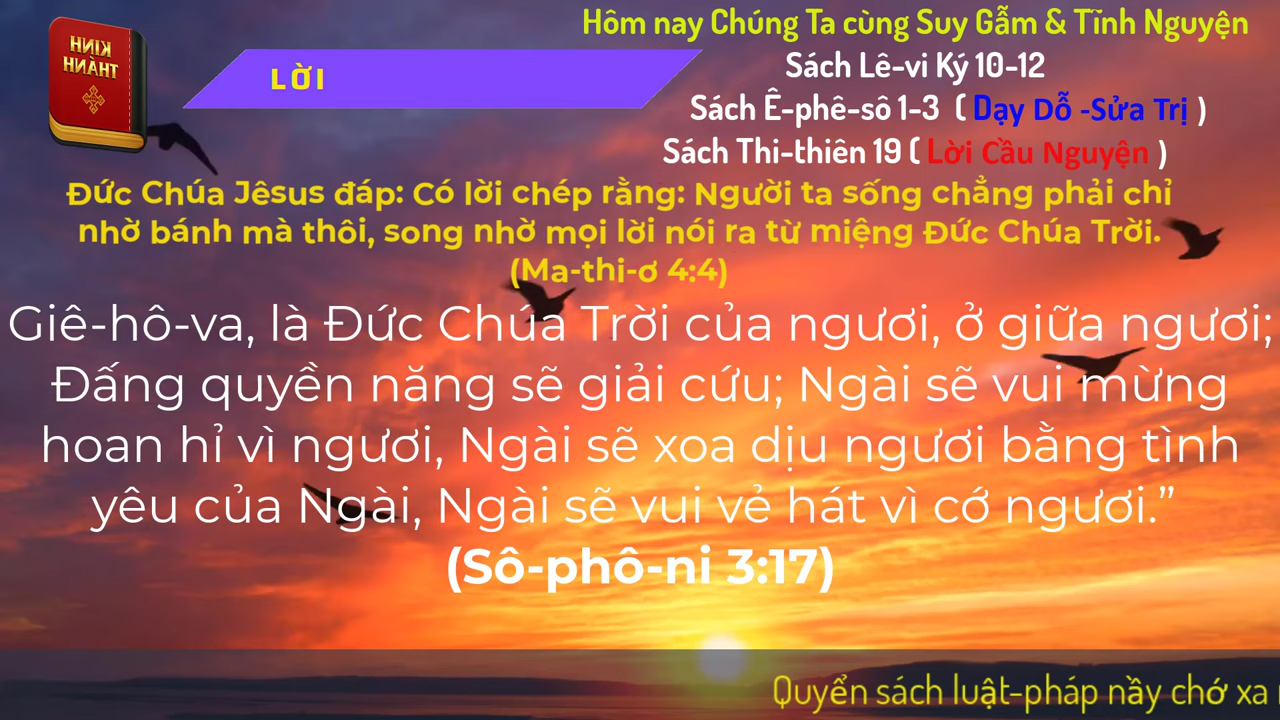 KINH
THÁNH
LỜI
Hôm nay Chúng Ta cùng Suy Gẫm & Tĩnh Nguyện
Sách Lê-vi Ký 10-12
Sách Ê-phê-sô 1-3 ( Dạy Dỗ -Sửa Trị )
Sách Thi-thiên 19 ( Lời Cầu Nguyện )
Đức Chúa Jêsus đáp: Có lời chép rằng: Người ta sống chẳng phải chỉ
nhờ bánh mà thôi, song nhờ mọi lời nói ra từ miệng Đức Chúa Trời.
(Ma-thi-ơ 4:4)
Giê-hô-va, là Đức Chúa Trời của ngươi, ở giữa ngươi;
Đấng quyền năng sẽ giải cứu; Ngài sẽ vui mừng
hoan hỉ vì ngươi, Ngài sẽ xoa dịu ngươi bằng tình
yêu của Ngài, Ngài sẽ vui vẻ hát vì cớ ngươi.”
(Sô-phô-ni 3:17)
Quyển sách luật-pháp nầy chớ xa